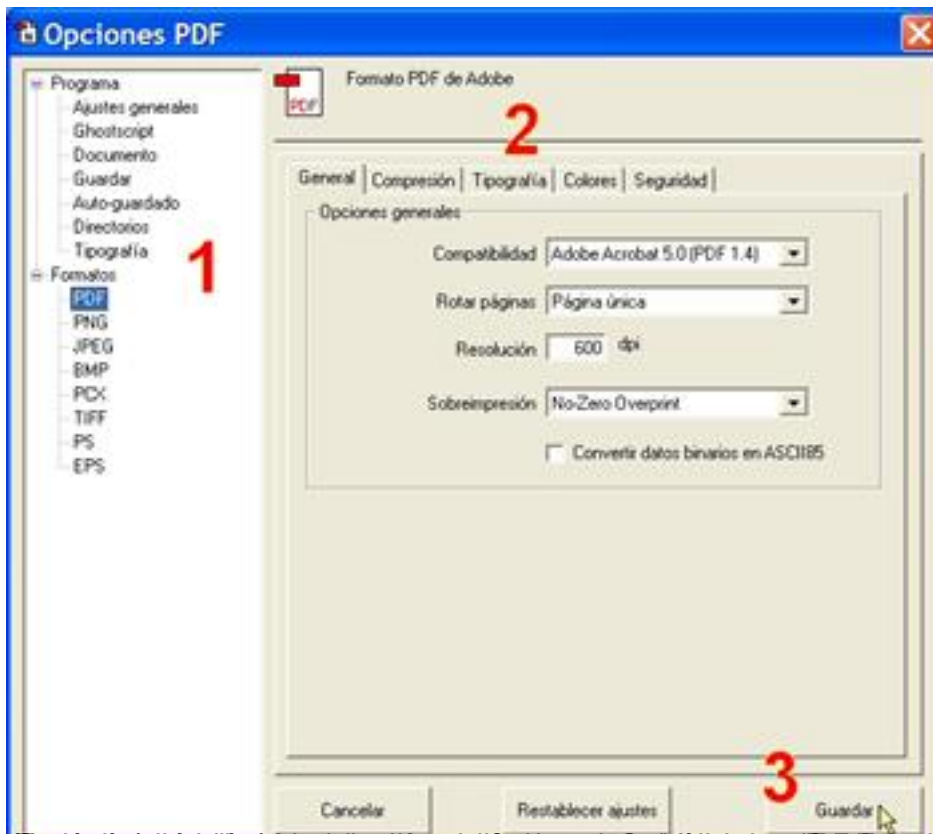 Opciones PDF
Programa
Ajustes generales
Ghostscript
Documento
Guardar
Auto-guardado
Directorios
Tipografía
1
Formatos
PDF
PNG
JPEG
BMP
PCX
TIFF
PS
EPS
PDF
Formato PDF de Adobe
2
General
Compresión
Tipografía
Colores
Seguridad
Opciones generales
Compatibilidad Adobe Acrobat 5.0 (PDF 1.4)
Rotar páginas Página única
Resolución 600 dpi
Sobreimpresión No-Zero Overprint
Convertir datos binarios en ASCII85
3
Cancelar
Restablecer ajustes
Guardar